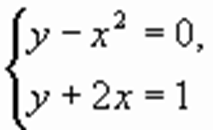 y − x² = 0,
y + 2x = 1